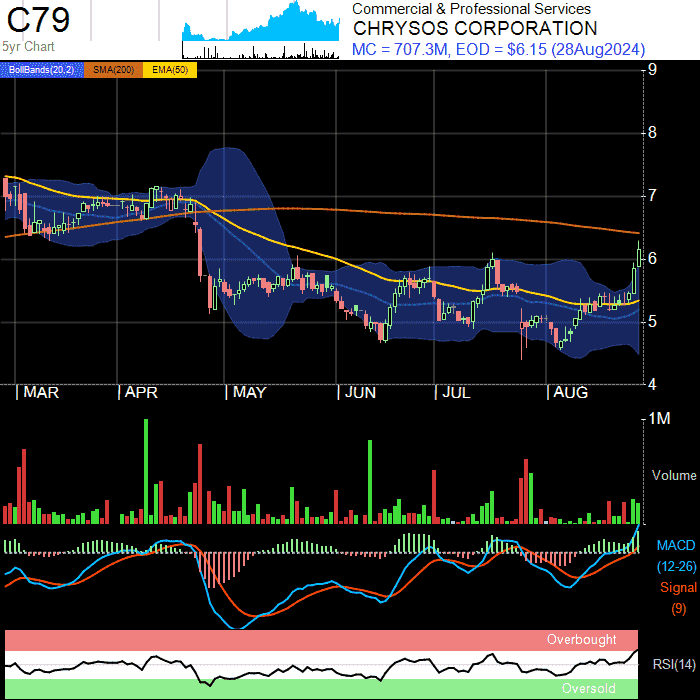 C79
5yr Chart
Commercial & Professional Services
CHRYSOS CORPORATION
MC = 707.3M, EOD = $6.15 (28Aug2024)
BollBands(20,2) SMA(200) EMA(50)
9
8
7
6
5
4
MAR APR MAY JUN JUL AUG
1M
Volume
MACD
(12-26)
Signal
(9)
Overbought
RSI(14)
Oversold